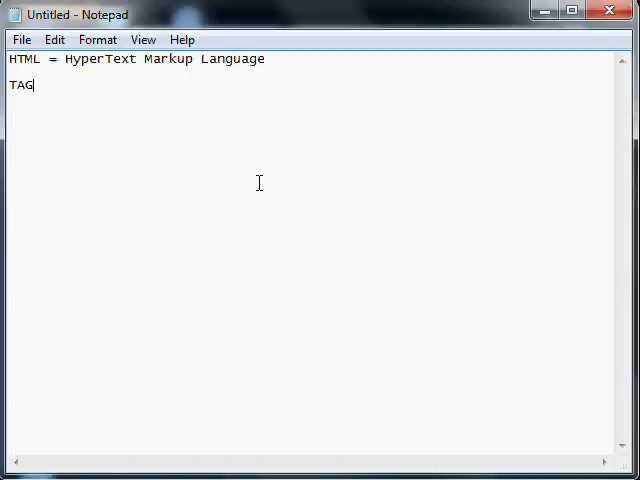 Untitled - Notepad
File Edit Format View Help
HTML = HyperText Markup Language
TAG